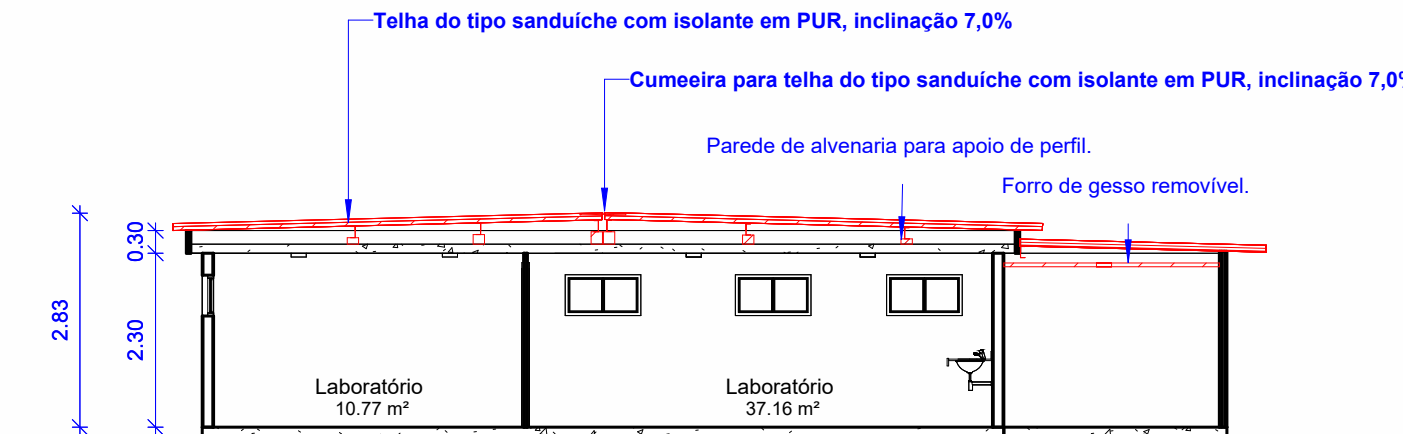 Telha do tipo sanduíche com isolante em PUR, inclinação 7,0%
Cumeeira para telha do tipo sanduíche com isolante em PUR, inclinação 7,0%
Parede de alvenaria para apoio de perfil.
Forro de gesso removível.
0.30
2.83
2.30
Laboratório
10.77 m²
Laboratório
37.16 m²